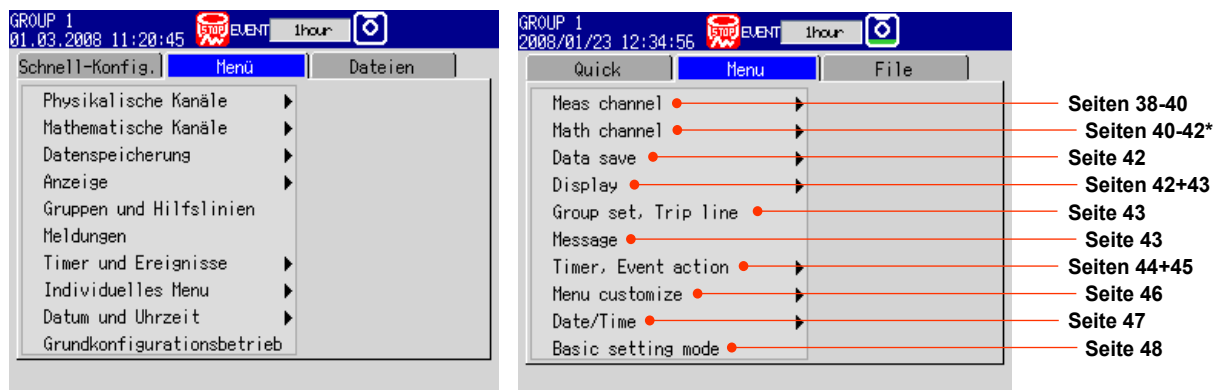 GROUP 1
01.03.2008 11:20:45 STOP EVENT 1hour
Schnell-Konfig. Menü Dateien
Physikalische Kanäle
Mathematische Kanäle
Datenspeicherung
Anzeige
Gruppen und Hilfslinien
Meldungen
Timer und Ereignisse
Individuelles Menu
Datum und Uhrzeit
Grundkonfigurationsbetrieb
GROUP 1
2008/01/23 12:34:56 STOP EVENT 1hour
Quick Menu File
Meas channel Seiten 38-40
Math channel Seiten 40-42*
Data save Seite 42
Display Seiten 42+43
Group set, Trip line Seite 43
Message Seite 43
Timer, Event action Seiten 44+45
Menu customize Seite 46
Date/Time Seite 47
Basic setting mode Seite 48